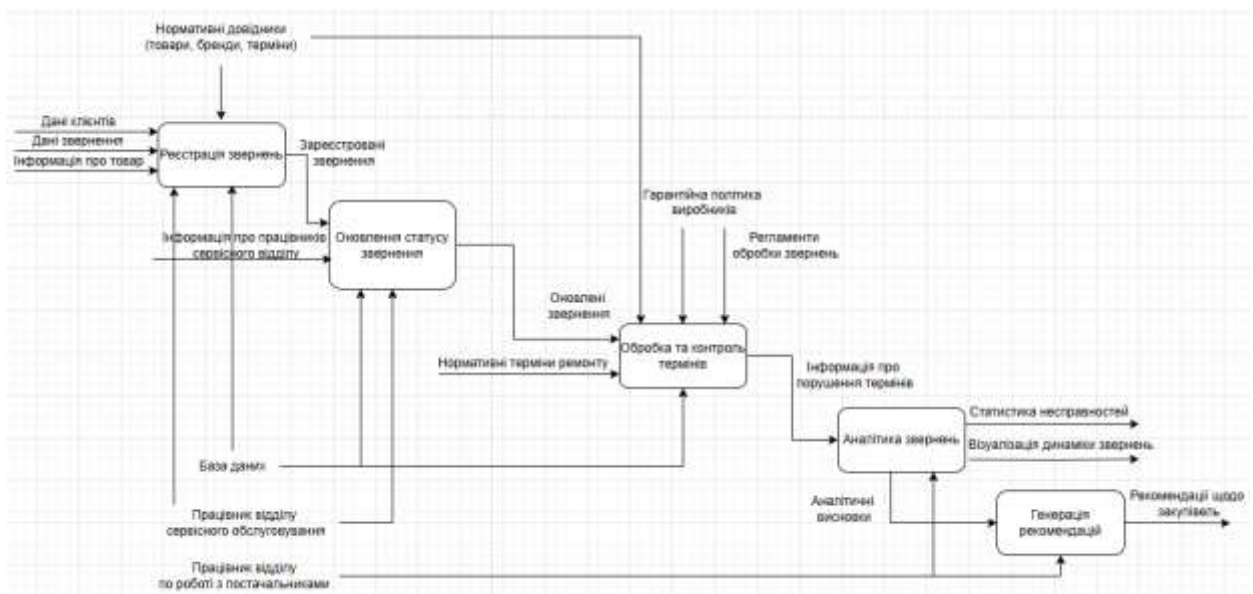 Нормативні довідники
(товари, бренди, терміни)
Дані клієнтів
Дані звернення
Інформація про товар
Реєстрація звернень
Зареєстровані
звернення
Гарантійна політика
виробників
Регламенти
обробки звернень
Інформація про працівників
сервісного відділу
Оновлення статусу
звернення
Оновлені
звернення
Нормативні терміни ремонту
Обробка та контроль
термінів
Інформація про
порушення термінів
Статистика несправностей
Аналітика звернень
Візуалізація динаміки звернень
База даних
Аналітичні
висновки
Рекомендації щодо
закупівель
Генерація
рекомендацій
Працівник відділу
сервісного обслуговування
Працівник відділу
по роботі з постачальниками